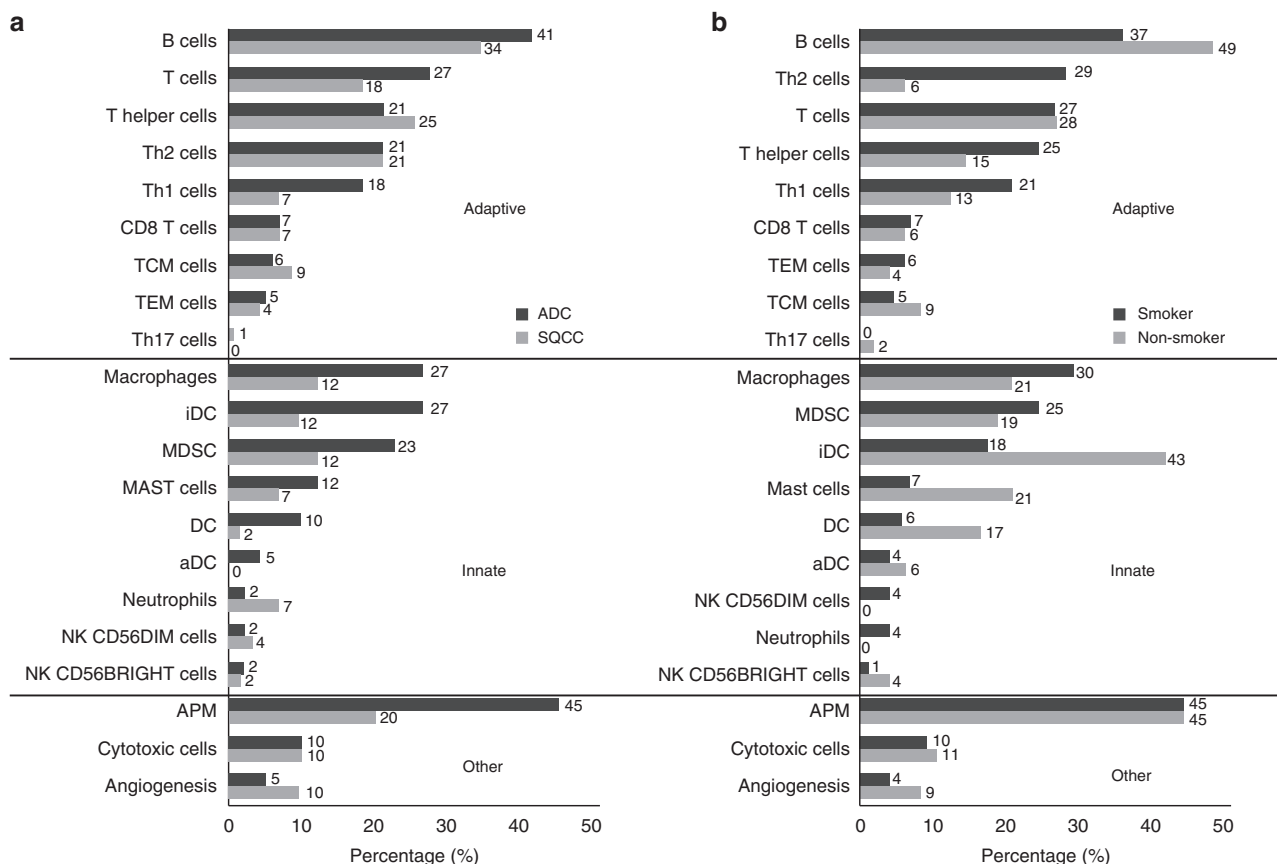 a
B cells 41
34
T cells 27
18
T helper cells 21
25
Th2 cells 21
21
Th1 cells 18
7
Adaptive
CD8 T cells 7
7
TCM cells 6
9
TEM cells 5
4
ADC
SQCC
Th17 cells 1
0
Macrophages 27
12
iDC 27
12
MDSC 23
12
MAST cells 12
7
DC 10
2
aDC 5
0
Innate
Neutrophils 2
7
NK CD56DIM cells 2
4
NK CD56BRIGHT cells 2
2
APM 45
20
Cytotoxic cells 10
10
Other
Angiogenesis 5
10
0 10 20 30 40 50
Percentage (%)
b
B cells 37
49
Th2 cells 29
6
T cells 27
28
T helper cells 25
15
Th1 cells 21
13
Adaptive
CD8 T cells 7
6
TEM cells 6
4
TCM cells 5
9
Smoker
Non-smoker
Th17 cells 0
2
Macrophages 30
21
MDSC 25
19
iDC 18
43
Mast cells 7
21
DC 6
17
aDC 4
6
Innate
NK CD56DIM cells 4
0
Neutrophils 4
0
NK CD56BRIGHT cells 1
4
APM 45
45
Cytotoxic cells 10
11
Other
Angiogenesis 4
9
0 10 20 30 40 50
Percentage (%)